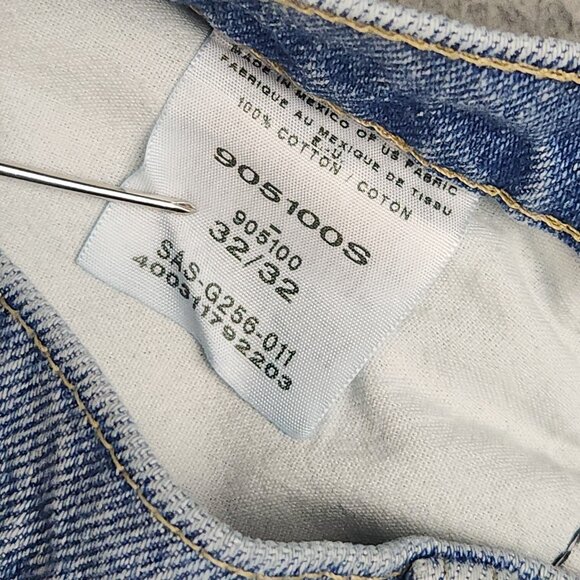 MADE IN MEXICO OF US FABRIC
FABRIQUE AU MEXIQUE DE TISSU
E.U.
100% COTTON / COTON
905100S
-
905100
32/32
SAS-G256-011
400311792203